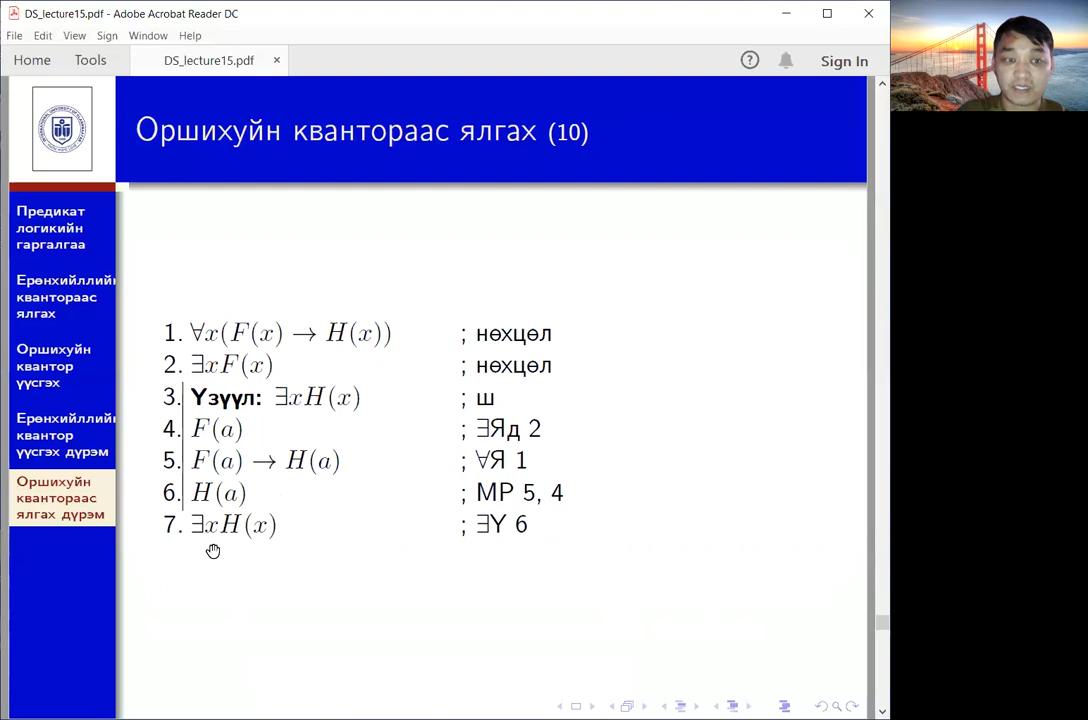 DS_lecture15.pdf - Adobe Acrobat Reader DC
File Edit View Sign Window Help
Home Tools DS_lecture15.pdf × ? Sign In
Оршихуйн квантораас ялгах (10)
Предикат
логикийн
гаргалгаа
Ерөнхийллийн
квантораас
ялгах
Оршихуйн
квантор
үүсгэх
Ерөнхийллийн
квантор
үүсгэх дүрэм
Оршихуйн
квантораас
ялгах дүрэм
1. ∀x(F(x) → H(x)) ; нөхцөл
2. ∃xF(x) ; нөхцөл
3. Үзүүл: ∃xH(x) ; ш
4. F(a) ; ∃Яд 2
5. F(a) → H(a) ; ∀Я 1
6. H(a) ; MP 5, 4
7. ∃xH(x) ; ∃Ү 6